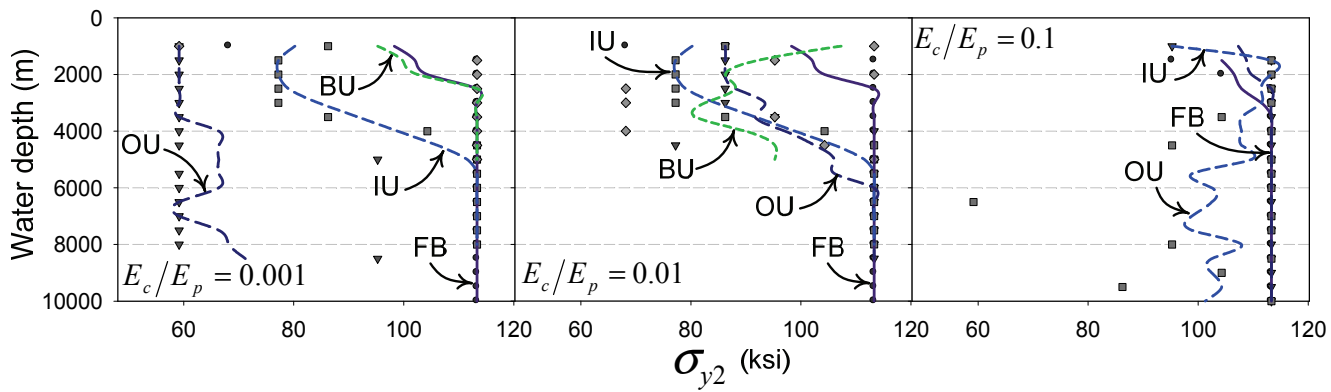 0
2000
4000
6000
8000
10000
Water depth (m)
BU
OU
IU
FB
E_c/E_p = 0.001
60
80
100
120
IU
BU
OU
FB
E_c/E_p = 0.01
60
80
100
120
E_c/E_p = 0.1
IU
FB
OU
60
80
100
120
σ_y2 (ksi)